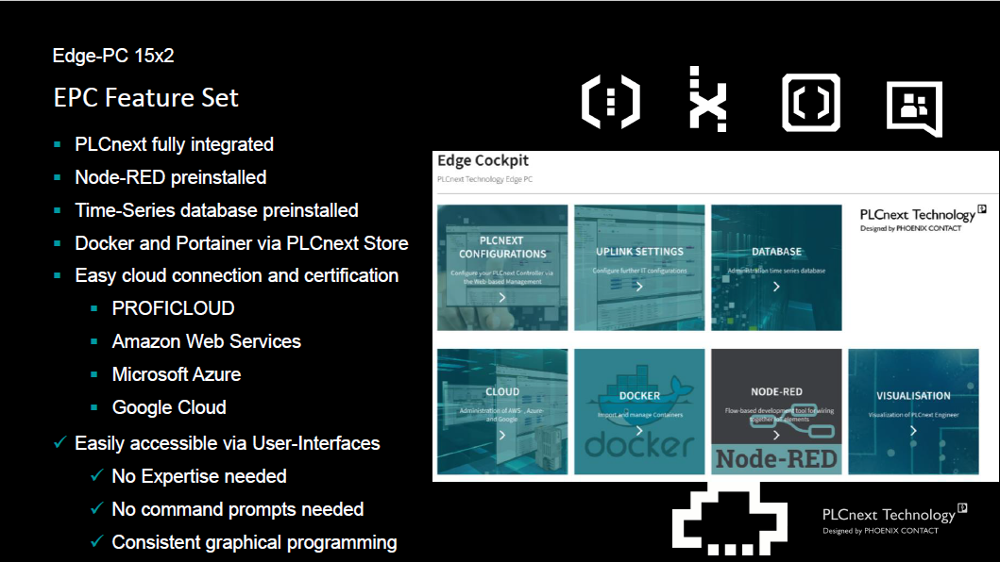 Edge-PC 15x2
EPC Feature Set
PLCnext fully integrated
Node-RED preinstalled
Time-Series database preinstalled
Docker and Portainer via PLCnext Store
Easy cloud connection and certification
PROFICLOUD
Amazon Web Services
Microsoft Azure
Google Cloud
Easily accessible via User-Interfaces
No Expertise needed
No command prompts needed
Consistent graphical programming
Edge Cockpit
PLCnext Technology Edge PC
PLCNEXT
CONFIGURATIONS
Configure your PLCnext Controller via
the Web-based Management
UPLINK SETTINGS
Configure further IT configurations
DATABASE
Administration time series database
PLCnext Technology
Designed by PHOENIX CONTACT
CLOUD
Administration of AWS-, Azure-
and Google
DOCKER
Import and manage Containers
docker
NODE-RED
Flow-based development tool for wiring
together elements
Node-RED
VISUALISATION
Visualization of PLCnext Engineer
PLCnext Technology
Designed by PHOENIX CONTACT